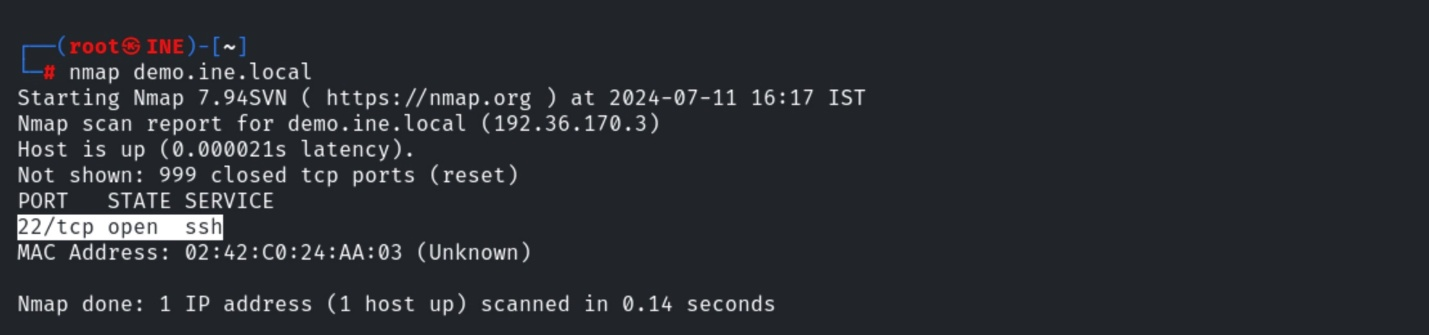 ┌──(root㉿INE)-[~]
└─# nmap demo.ine.local
Starting Nmap 7.94SVN ( https://nmap.org ) at 2024-07-11 16:17 IST
Nmap scan report for demo.ine.local (192.36.170.3)
Host is up (0.000021s latency).
Not shown: 999 closed tcp ports (reset)
PORT   STATE SERVICE
22/tcp open  ssh
MAC Address: 02:42:C0:24:AA:03 (Unknown)
Nmap done: 1 IP address (1 host up) scanned in 0.14 seconds